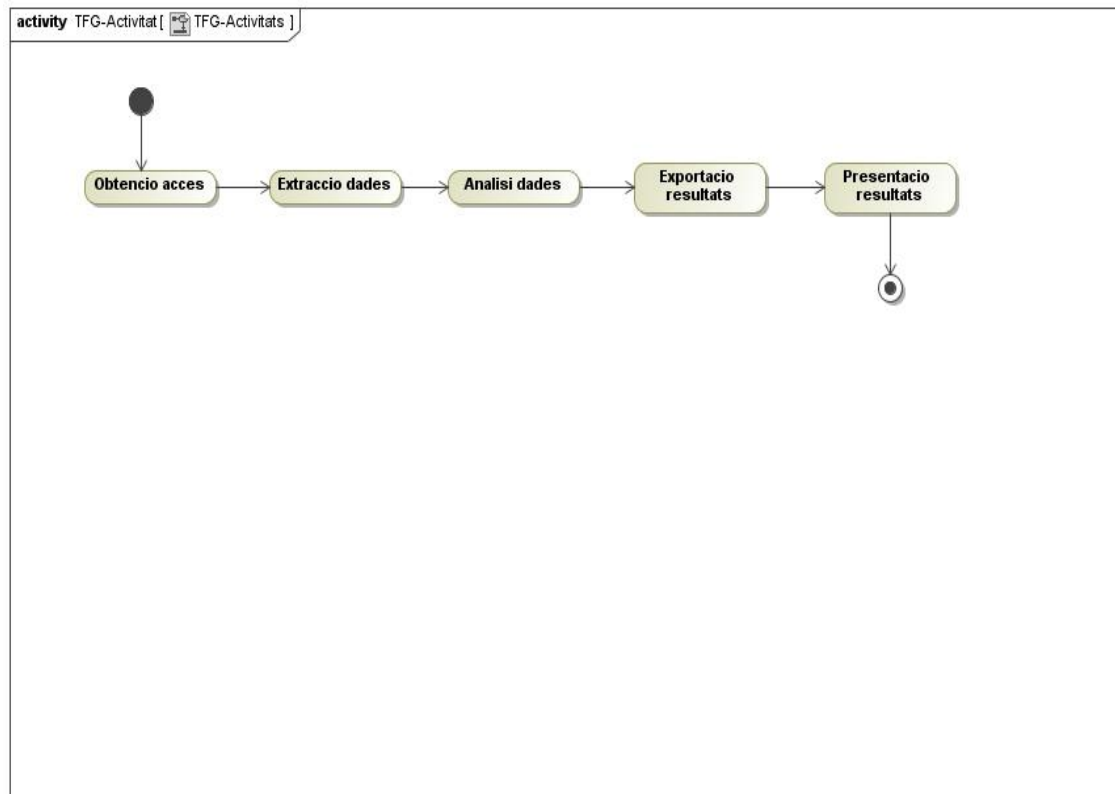 activity TFG-Activitat [ TFG-Activitats ]
Obtencio acces
Extraccio dades
Analisi dades
Exportacio
resultats
Presentacio
resultats